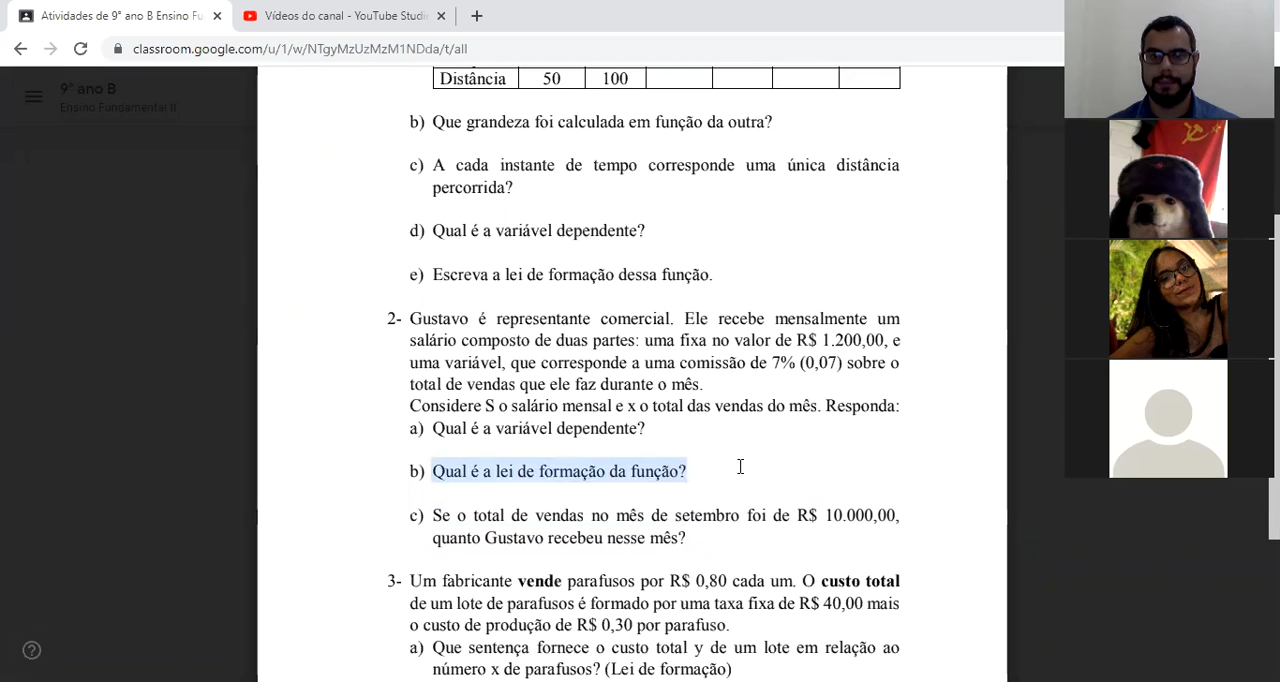 Atividades de 9° ano B Ensino Fu
Vídeos do canal - YouTube Studi
classroom.google.com/u/1/w/NTgyMzUzMzM1NDda/t/all
9° ano B
Ensino Fundamental II
Distância 50 100
b) Que grandeza foi calculada em função da outra?
c) A cada instante de tempo corresponde uma única distância
percorrida?
d) Qual é a variável dependente?
e) Escreva a lei de formação dessa função.
2- Gustavo é representante comercial. Ele recebe mensalmente um
salário composto de duas partes: uma fixa no valor de R$ 1.200,00, e
uma variável, que corresponde a uma comissão de 7% (0,07) sobre o
total de vendas que ele faz durante o mês.
Considere S o salário mensal e x o total das vendas do mês. Responda:
a) Qual é a variável dependente?
b) Qual é a lei de formação da função?
c) Se o total de vendas no mês de setembro foi de R$ 10.000,00,
quanto Gustavo recebeu nesse mês?
3- Um fabricante vende parafusos por R$ 0,80 cada um. O custo total
de um lote de parafusos é formado por uma taxa fixa de R$ 40,00 mais
o custo de produção de R$ 0,30 por parafuso.
a) Que sentença fornece o custo total y de um lote em relação ao
número x de parafusos? (Lei de formação)